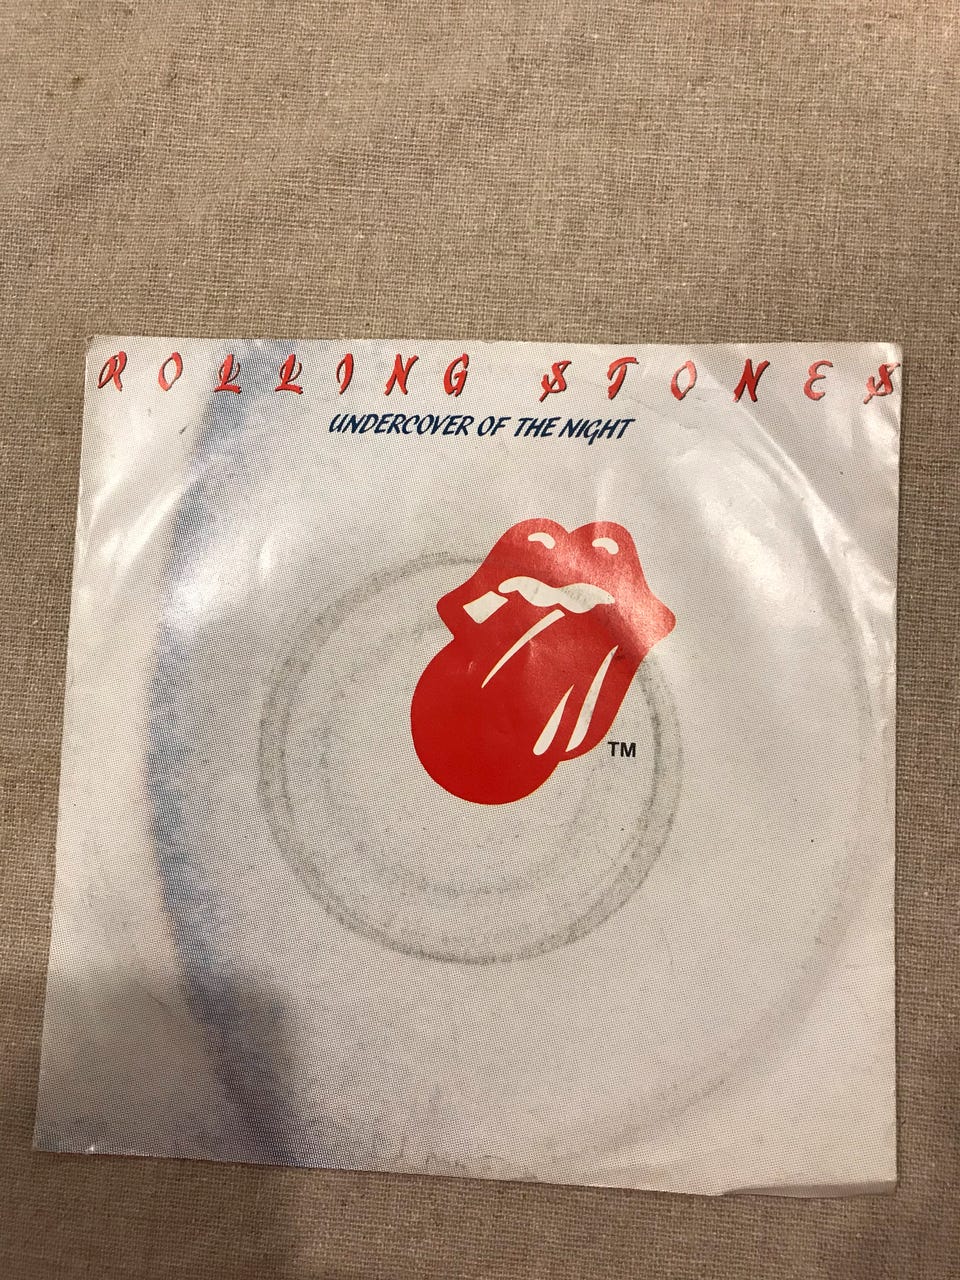 ROLLING STONES
UNDERCOVER OF THE NIGHT
TM